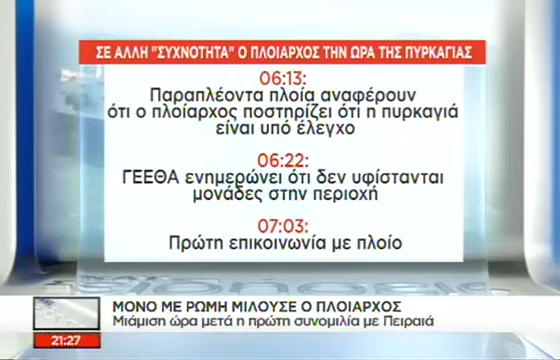 ΣΕ ΑΛΛΗ "ΣΥΧΝΟΤΗΤΑ" Ο ΠΛΟΙΑΡΧΟΣ ΤΗΝ ΩΡΑ ΤΗΣ ΠΥΡΚΑΓΙΑΣ
06:13:
Παραπλέοντα πλοία αναφέρουν
ότι ο πλοίαρχος ποστηρίζει ότι η πυρκαγιά
είναι υπό έλεγχο
06:22:
ΓΕΕΘΑ ενημερώνει ότι δεν υφίστανται
μονάδες στην περιοχή
07:03:
Πρώτη επικοινωνία με πλοίο
ΜΟΝΟ ΜΕ ΡΩΜΗ ΜΙΛΟΥΣΕ Ο ΠΛΟΙΑΡΧΟΣ
Μιάμιση ώρα μετά η πρώτη συνομιλία με Πειραιά
21:27